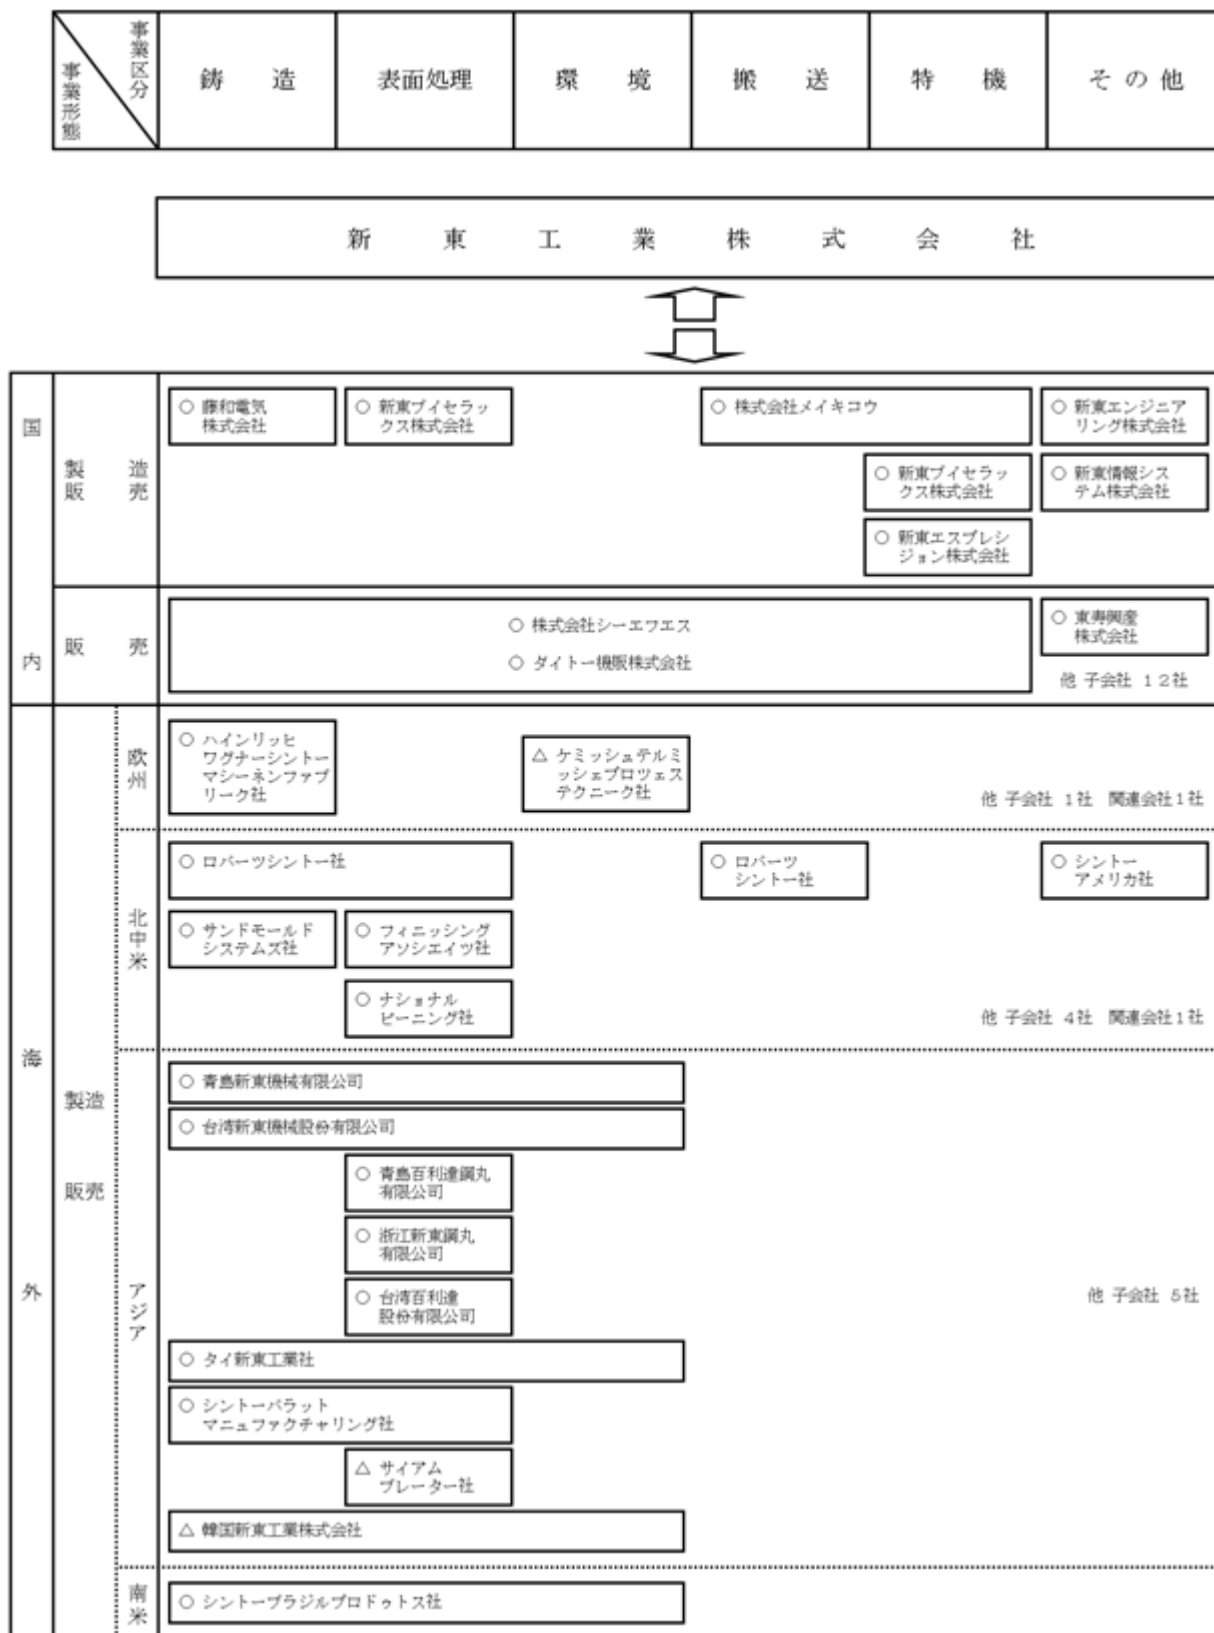 事業区分
事業形態
鋳造
表面処理
環境
搬送
特機
その他
新東工業株式会社
国内
製造
販売
○ 藤和電気
株式会社
○ 新東ブイセラッ
クス株式会社
○ 株式会社メイキコウ
○ 新東エンジニア
リング株式会社
○ 新東ブイセラッ
クス株式会社
○ 新東情報シス
テム株式会社
○ 新東エスプレシ
ジョン株式会社
販売
○ 株式会社シーエフエス
○ ダイトー機販株式会社
○ 東寿興産
株式会社
他 子会社 12社
海外
製造
販売
欧州
○ ハインリッヒ
ワグナーシントー
マシーネンファブ
リーク社
△ ケミッシュテルミ
ッシェプロツェス
テクニーク社
他 子会社 1社 関連会社1社
北中米
○ ロバーツシントー社
○ ロバーツ
シントー社
○ シントー
アメリカ社
○ サンドモールド
システムズ社
○ フィニッシング
アソシエイツ社
○ ナショナル
ピーニング社
他 子会社 4社 関連会社1社
アジア
○ 青島新東機械有限公司
○ 台湾新東機械股份有限公司
○ 青島百利達鋼丸
有限公司
○ 浙江新東鋼丸
有限公司
○ 台湾百利達
股份有限公司
他 子会社 5社
○ タイ新東工業社
○ シントーバラット
マニュファクチャリング社
△ サイアム
ブレーター社
△ 韓国新東工業株式会社
南米
○ シントーブラジルプロドゥトス社